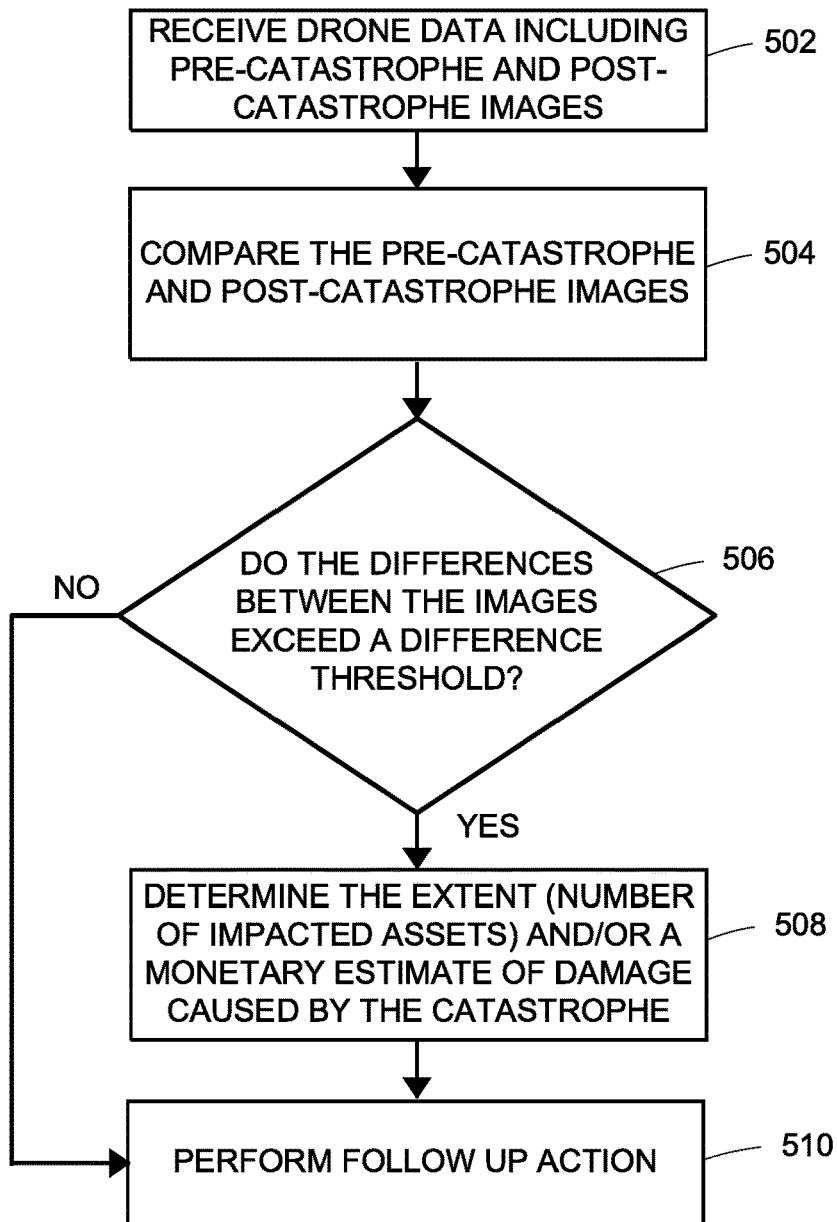 RECEIVE DRONE DATA INCLUDING
PRE-CATASTROPHE AND POST-
CATASTROPHE IMAGES
502
COMPARE THE PRE-CATASTROPHE
AND POST-CATASTROPHE IMAGES
504
DO THE DIFFERENCES
BETWEEN THE IMAGES
EXCEED A DIFFERENCE
THRESHOLD?
506
NO
YES
DETERMINE THE EXTENT (NUMBER
OF IMPACTED ASSETS) AND/OR A
MONETARY ESTIMATE OF DAMAGE
CAUSED BY THE CATASTROPHE
508
PERFORM FOLLOW UP ACTION
510